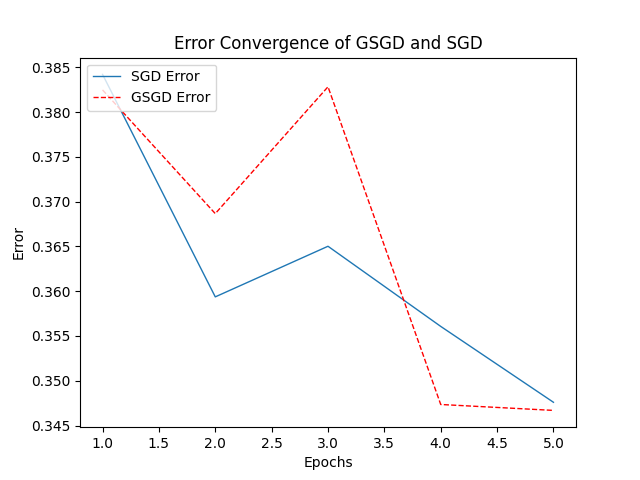 Error Convergence of GSGD and SGD
SGD Error
GSGD Error
Error
0.385
0.380
0.375
0.370
0.365
0.360
0.355
0.350
0.345
1.0 1.5 2.0 2.5 3.0 3.5 4.0 4.5 5.0
Epochs